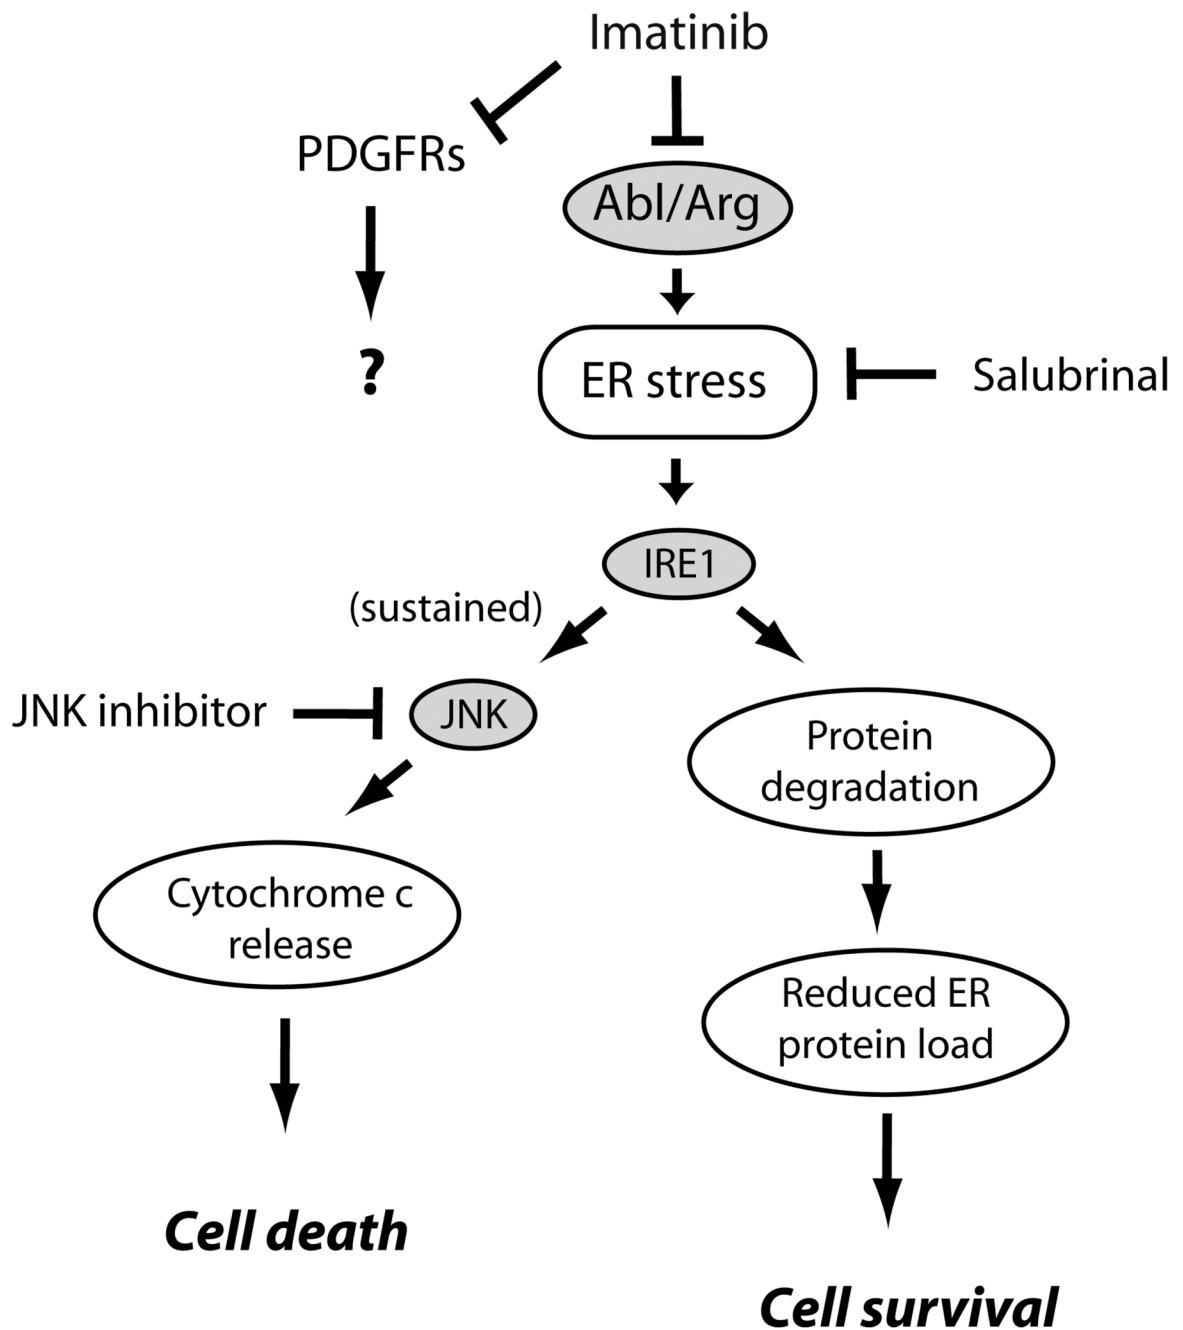 Imatinib
PDGFRs
Abl/Arg
?
ER stress
Salubrinal
IRE1
(sustained)
JNK inhibitor
JNK
Protein
degradation
Cytochrome c
release
Reduced ER
protein load
Cell death
Cell survival